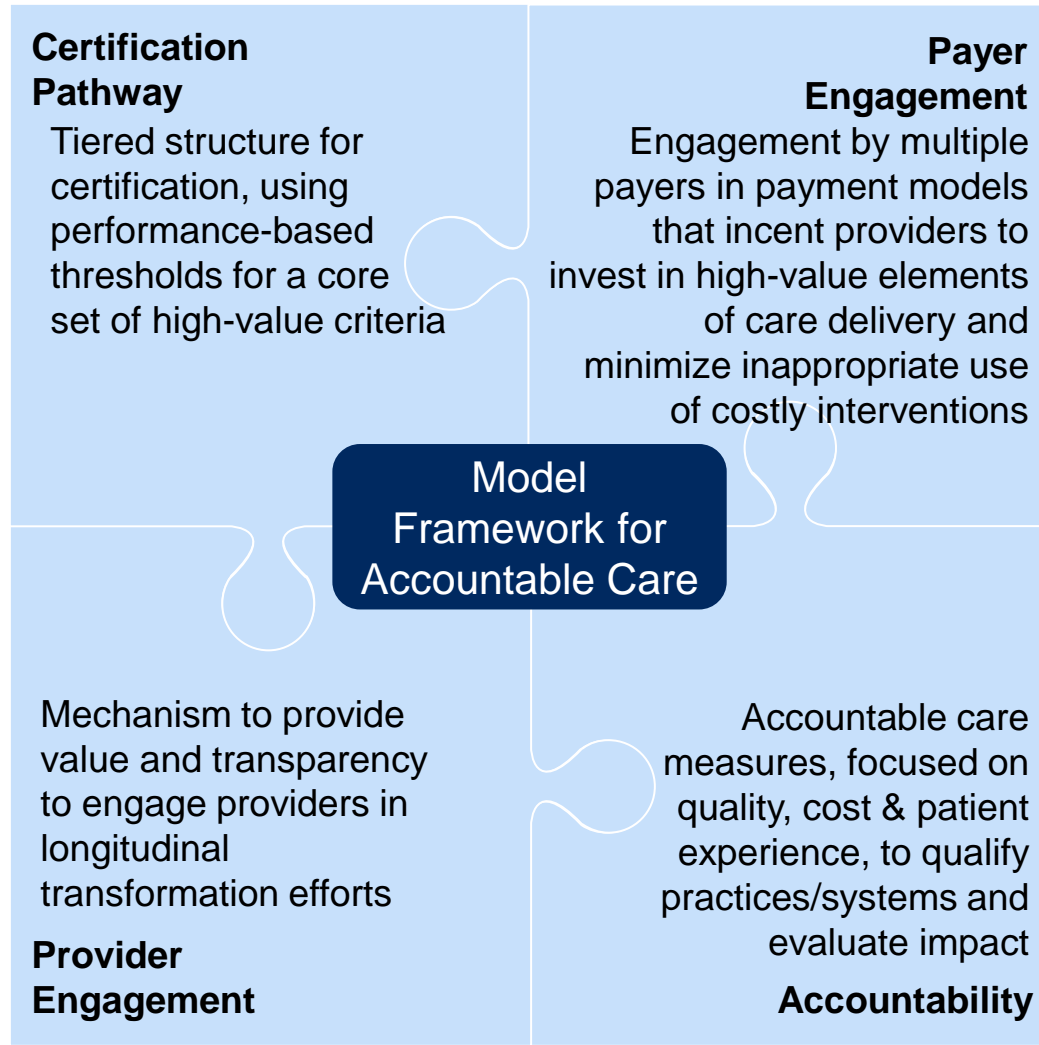 Certification
Pathway
Tiered structure for
certification, using
performance-based
thresholds for a core
set of high-value criteria
Payer
Engagement
Engagement by multiple
payers in payment models
that incent providers to
invest in high-value elements
of care delivery and
minimize inappropriate use
of costly interventions
Model
Framework for
Accountable Care
Mechanism to provide
value and transparency
to engage providers in
longitudinal
transformation efforts
Provider
Engagement
Accountable care
measures, focused on
quality, cost & patient
experience, to qualify
practices/systems and
evaluate impact
Accountability